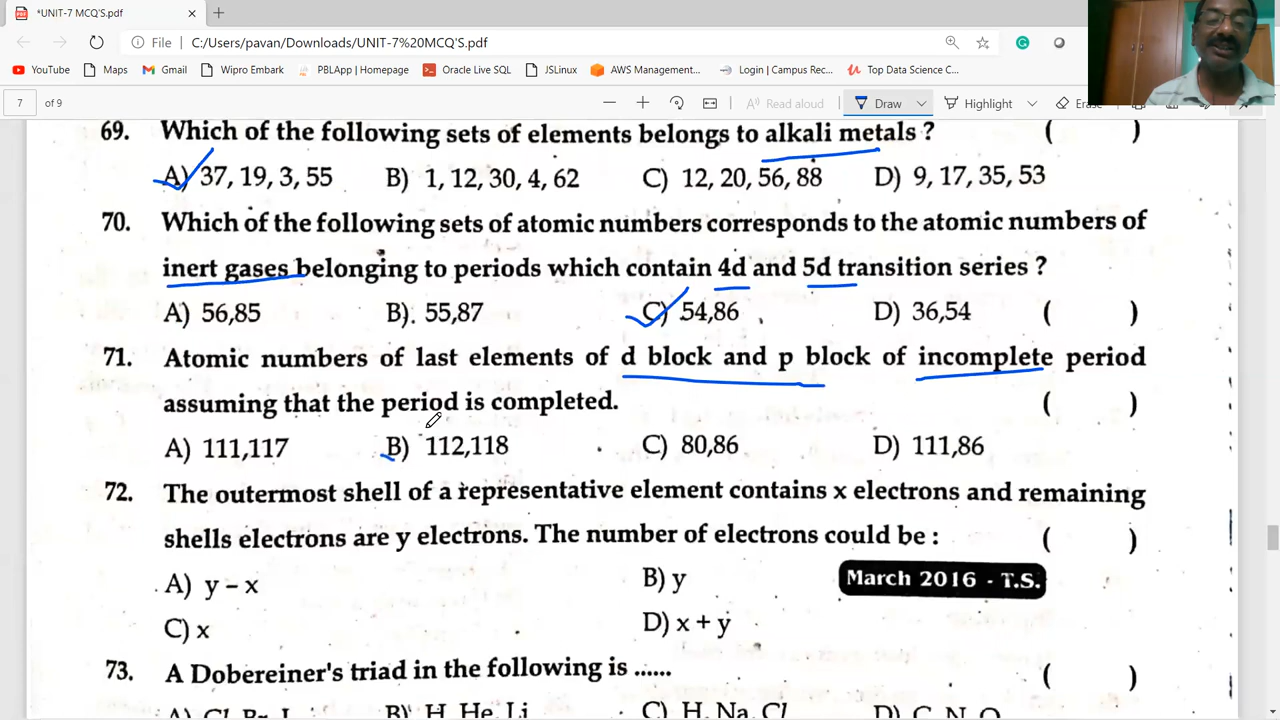 *UNIT-7 MCQ'S.pdf
File C:/Users/pavan/Downloads/UNIT-7%20MCQ'S.pdf
YouTube Maps Gmail Wipro Embark PBLApp | Homepage Oracle Live SQL JSLinux AWS Management... Login | Campus Rec... Top Data Science C...
7 of 9 Read aloud Draw Highlight Erase
69. Which of the following sets of elements belongs to alkali metals ? ( )
A) 37, 19, 3, 55 B) 1, 12, 30, 4, 62 C) 12, 20, 56, 88 D) 9, 17, 35, 53
70. Which of the following sets of atomic numbers corresponds to the atomic numbers of
inert gases belonging to periods which contain 4d and 5d transition series ?
A) 56,85 B). 55,87 C) 54,86 D) 36,54 ( )
71. Atomic numbers of last elements of d block and p block of incomplete period
assuming that the period is completed. ( )
A) 111,117 B) 112,118 C) 80,86 D) 111,86
72. The outermost shell of a representative element contains x electrons and remaining
shells electrons are y electrons. The number of electrons could be : ( )
A) y – x B) y March 2016 - T.S.
C) x D) x + y
73. A Dobereiner's triad in the following is ...... ( )
A) Cl, Br, I B) H, He, Li C) H, Na, Cl D) C, N, O